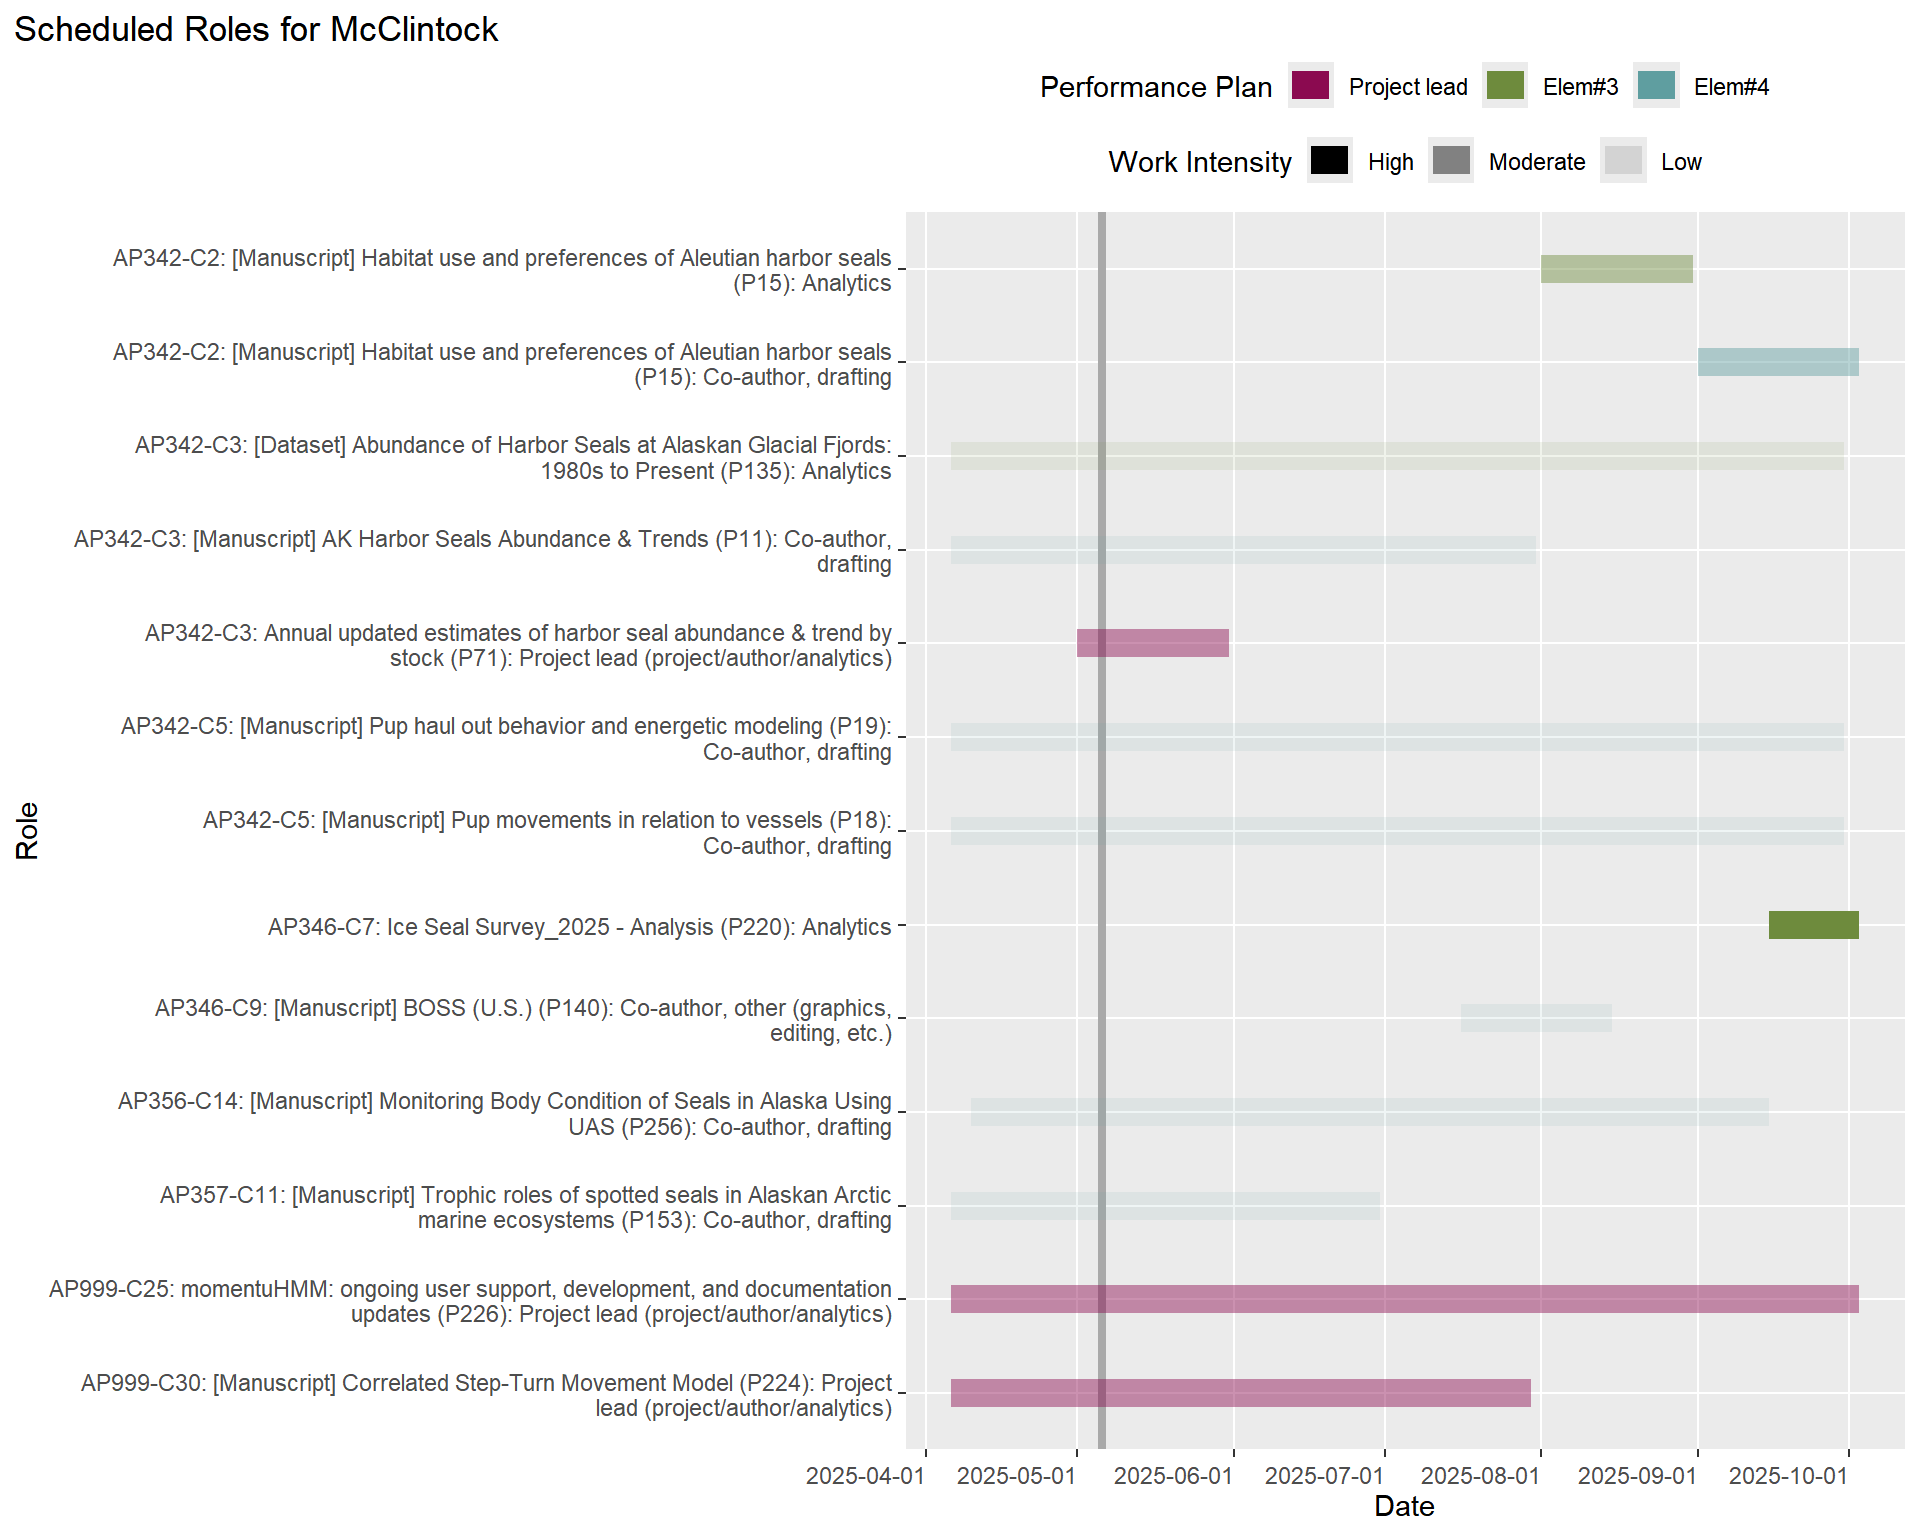 Scheduled Roles for McClintock
Performance Plan Project lead Elem#3 Elem#4
Work Intensity High Moderate Low
AP342-C2: [Manuscript] Habitat use and preferences of Aleutian harbor seals
(P15): Analytics
AP342-C2: [Manuscript] Habitat use and preferences of Aleutian harbor seals
(P15): Co-author, drafting
AP342-C3: [Dataset] Abundance of Harbor Seals at Alaskan Glacial Fjords:
1980s to Present (P135): Analytics
AP342-C3: [Manuscript] AK Harbor Seals Abundance & Trends (P11): Co-author,
drafting
AP342-C3: Annual updated estimates of harbor seal abundance & trend by
stock (P71): Project lead (project/author/analytics)
AP342-C5: [Manuscript] Pup haul out behavior and energetic modeling (P19):
Co-author, drafting
AP342-C5: [Manuscript] Pup movements in relation to vessels (P18):
Co-author, drafting
AP346-C7: Ice Seal Survey_2025 - Analysis (P220): Analytics
AP346-C9: [Manuscript] BOSS (U.S.) (P140): Co-author, other (graphics,
editing, etc.)
AP356-C14: [Manuscript] Monitoring Body Condition of Seals in Alaska Using
UAS (P256): Co-author, drafting
AP357-C11: [Manuscript] Trophic roles of spotted seals in Alaskan Arctic
marine ecosystems (P153): Co-author, drafting
AP999-C25: momentuHMM: ongoing user support, development, and documentation
updates (P226): Project lead (project/author/analytics)
AP999-C30: [Manuscript] Correlated Step-Turn Movement Model (P224): Project
lead (project/author/analytics)
Role
2025-04-01 2025-05-01 2025-06-01 2025-07-01 2025-08-01 2025-09-01 2025-10-01
Date